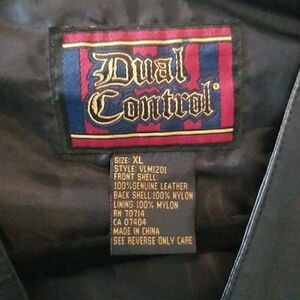 Dual
Control®
SIZE: XL
STYLE: VLM1201
FRONT SHELL:
100%GENUINE LEATHER
BACK SHELL:100% NYLON
LINING:100% NYLON
RN 70714
CA 07404
MADE IN CHINA
SEE REVERSE ONLY CARE